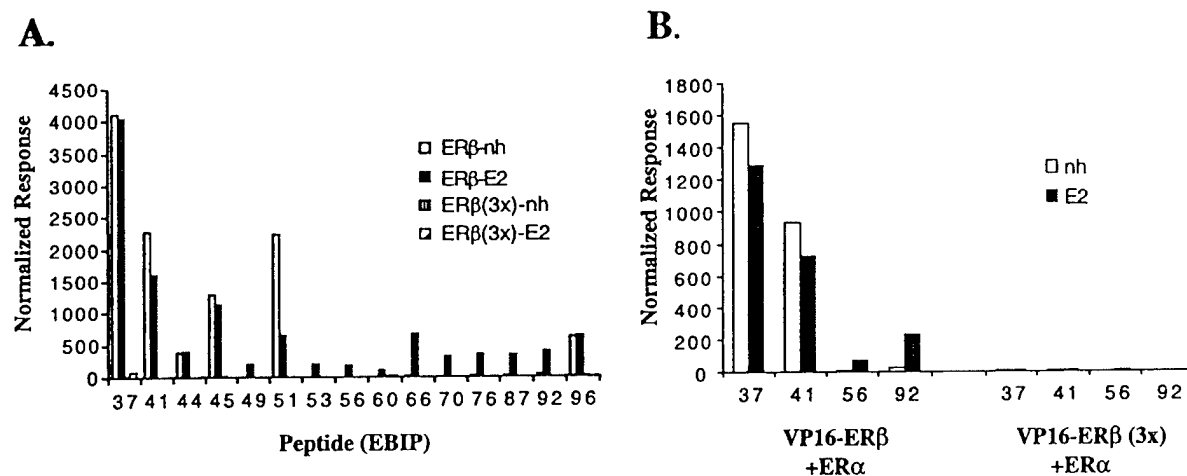 A.
4500
4000
3500
3000
2500
2000
1500
1000
500
0
Normalized Response
ERβ-nh
ERβ-E2
ERβ(3x)-nh
ERβ(3x)-E2
37 41 44 45 49 51 53 56 60 66 70 76 87 92 96
Peptide (EBIP)
B.
1800
1600
1400
1200
1000
800
600
400
200
0
Normalized Response
nh
E2
37 41 56 92 37 41 56 92
VP16-ERβ
+ERα
VP16-ERβ (3x)
+ERα